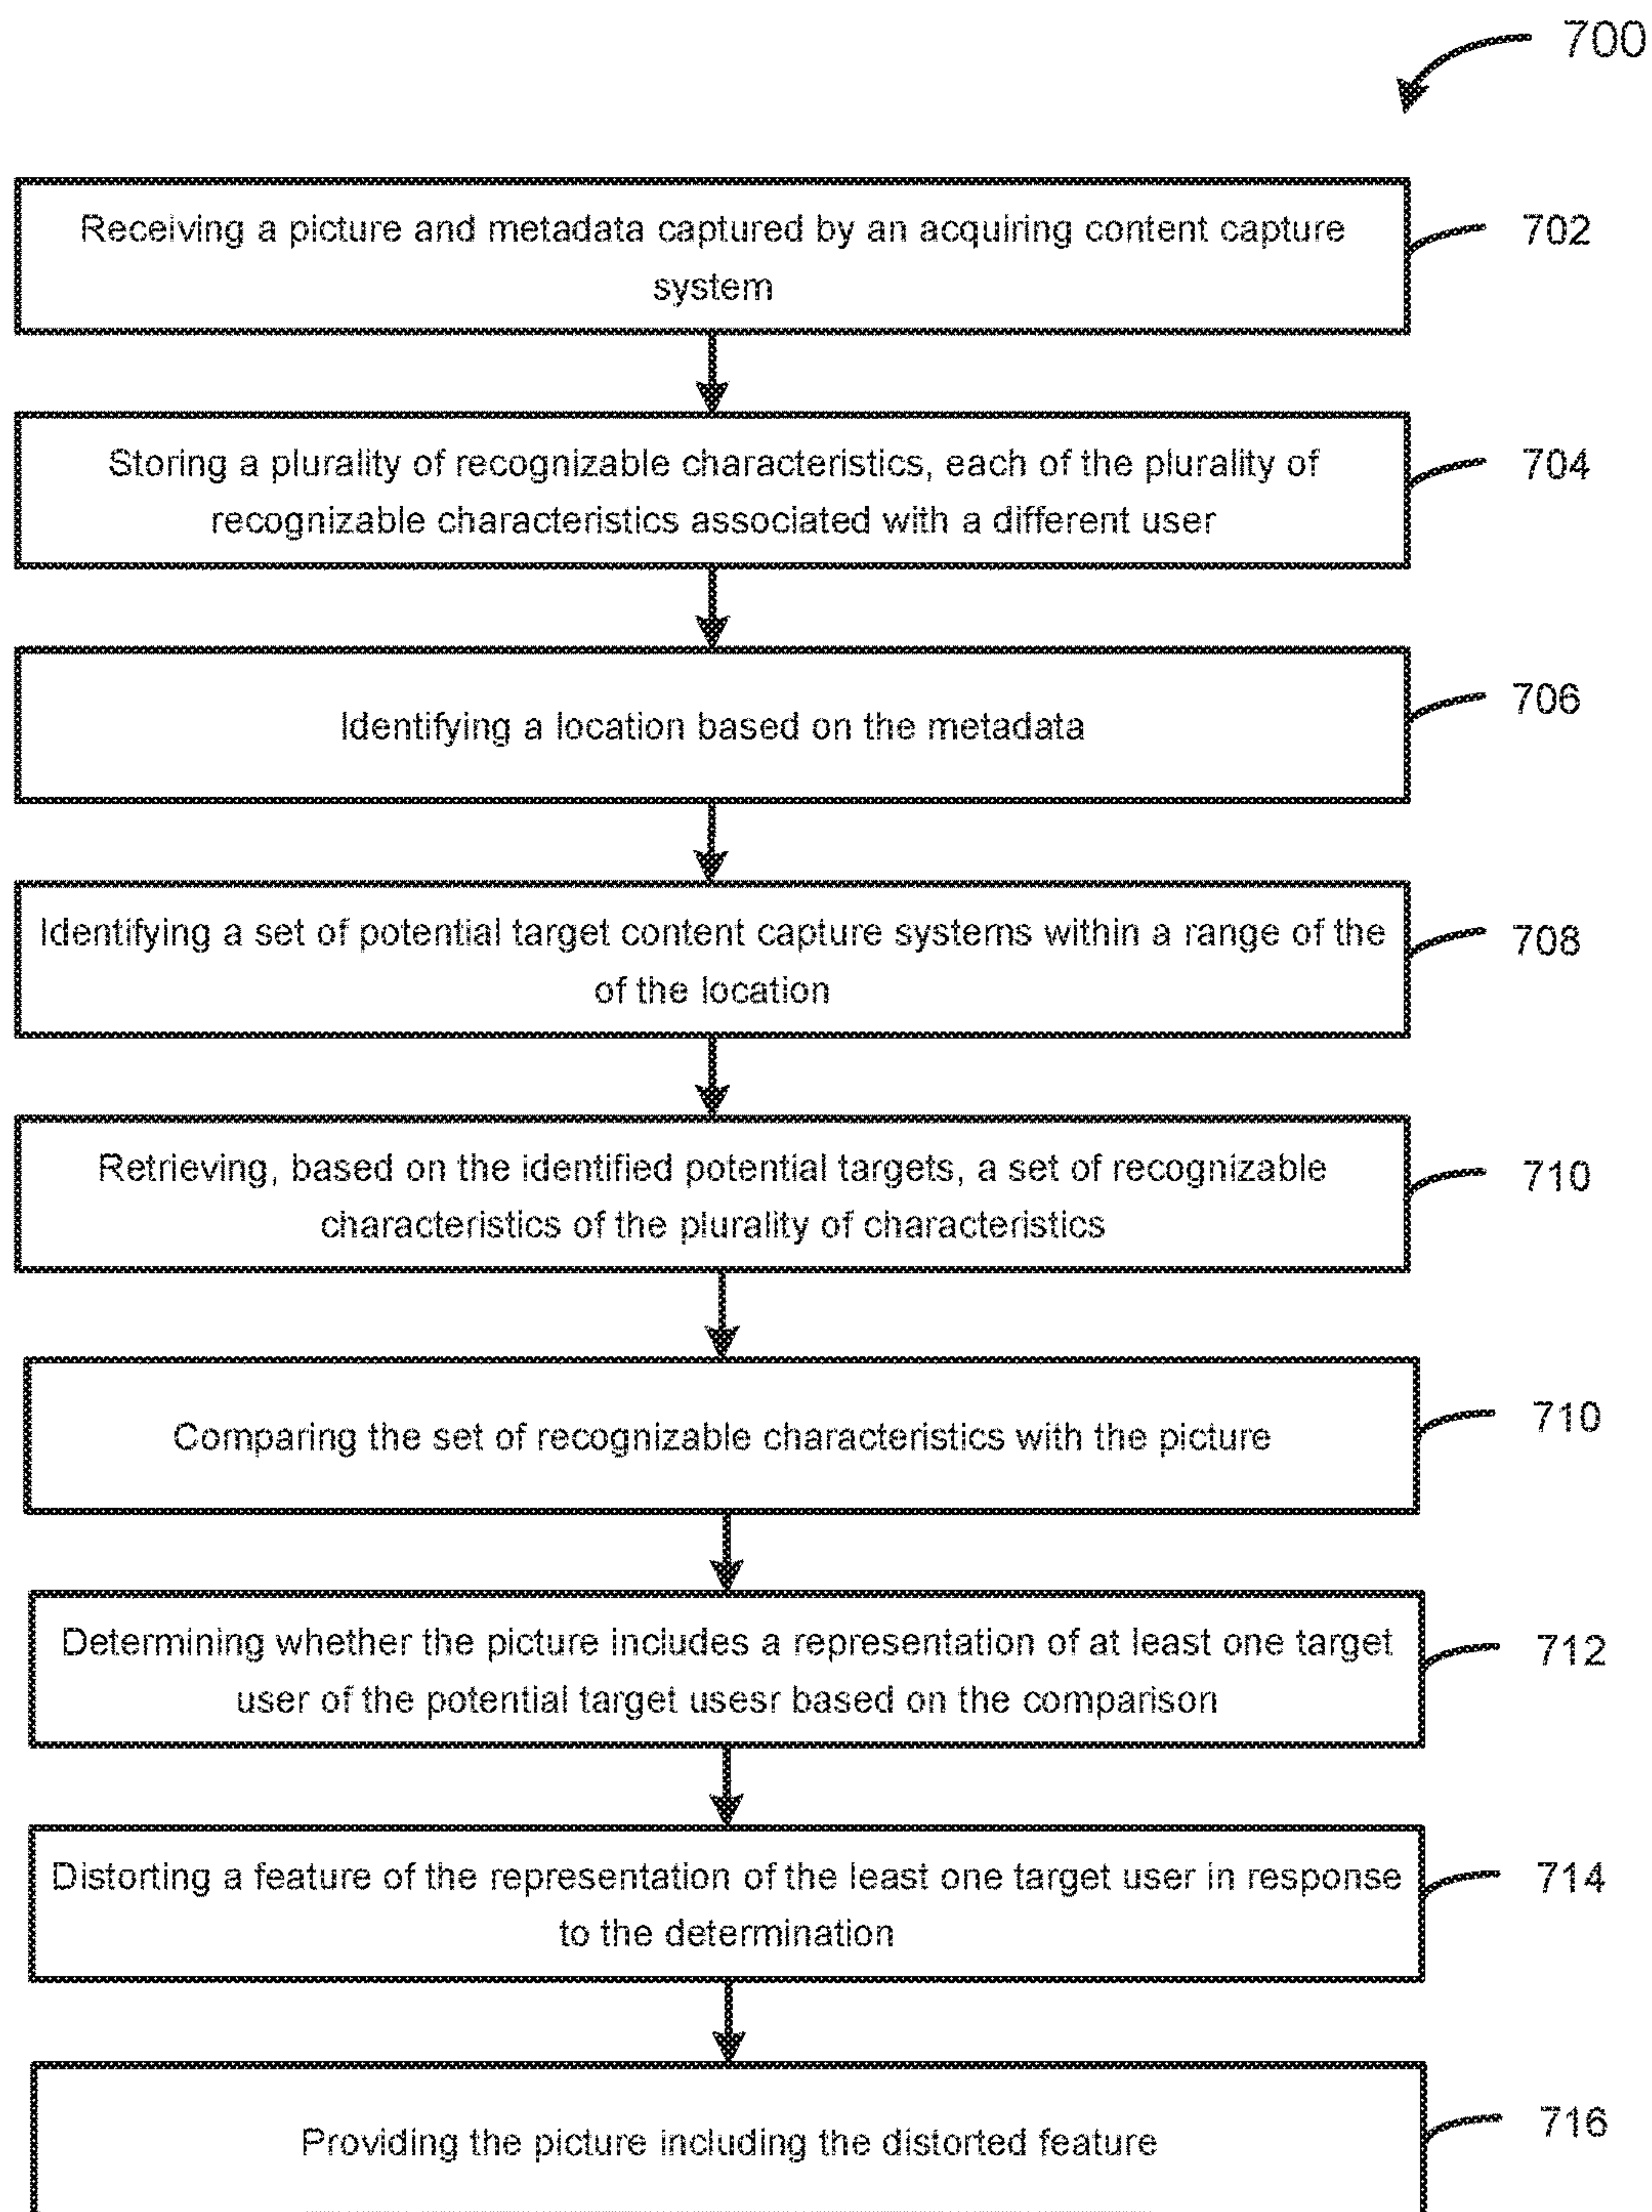 700
Receiving a picture and metadata captured by an acquiring content capture
system
702
Storing a plurality of recognizable characteristics, each of the plurality of
recognizable characteristics associated with a different user
704
Identifying a location based on the metadata
706
Identifying a set of potential target content capture systems within a range of the
of the location
708
Retrieving, based on the identified potential targets, a set of recognizable
characteristics of the plurality of characteristics
710
Comparing the set of recognizable characteristics with the picture
710
Determining whether the picture includes a representation of at least one target
user of the potential target usesr based on the comparison
712
Distorting a feature of the representation of the least one target user in response
to the determination
714
Providing the picture including the distorted feature
716